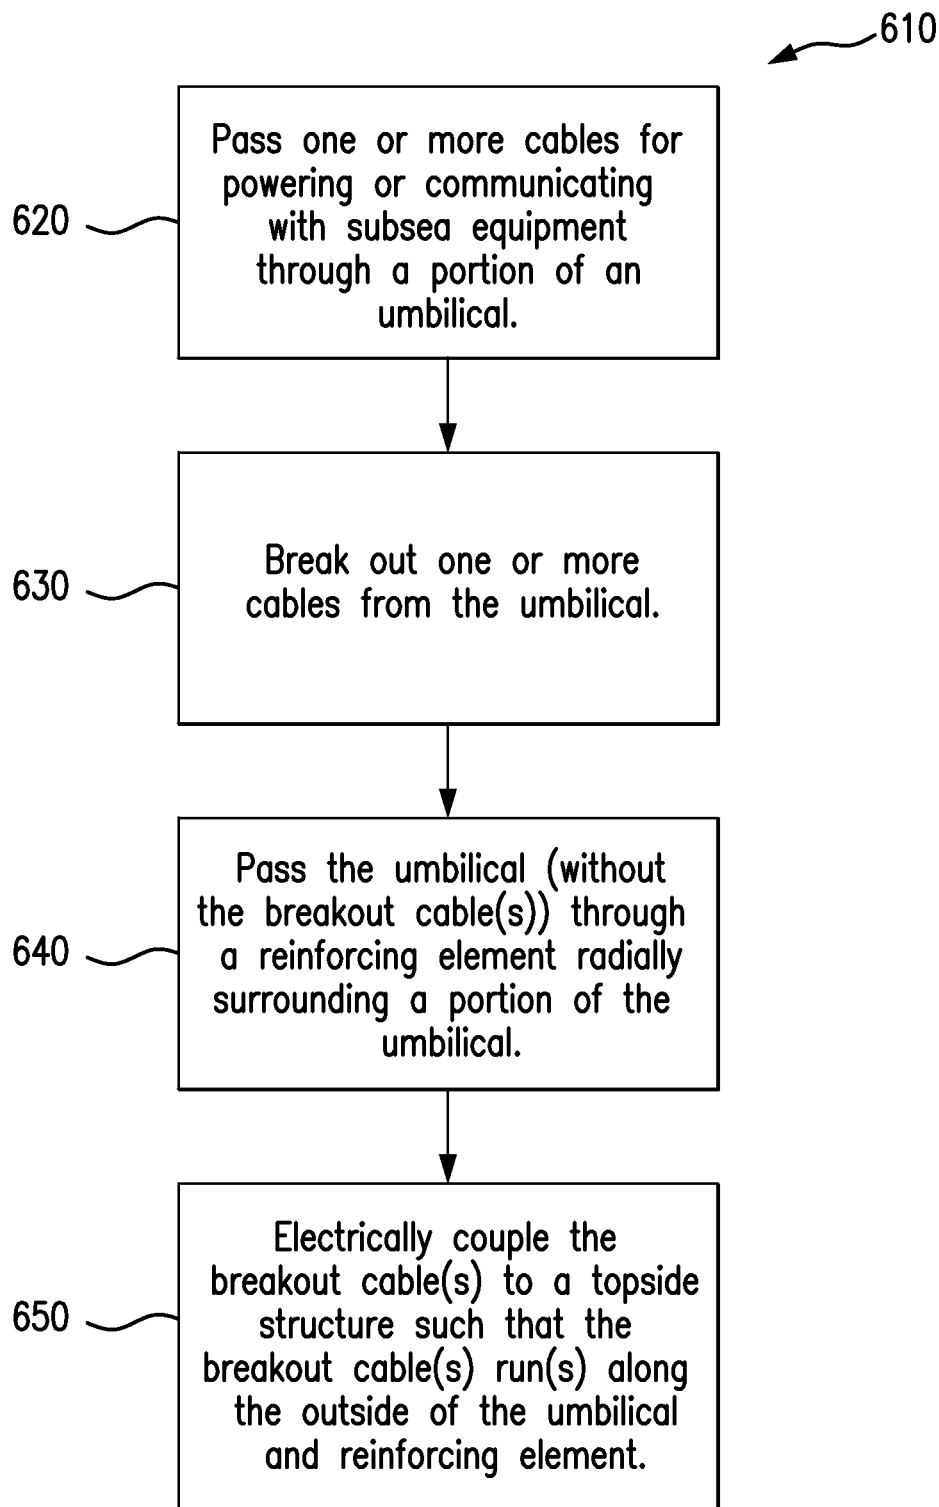 610
620
Pass one or more cables for
powering or communicating
with subsea equipment
through a portion of an
umbilical.
630
Break out one or more
cables from the umbilical.
640
Pass the umbilical (without
the breakout cable(s)) through
a reinforcing element radially
surrounding a portion of the
umbilical.
650
Electrically couple the
breakout cable(s) to a topside
structure such that the
breakout cable(s) run(s) along
the outside of the umbilical
and reinforcing element.